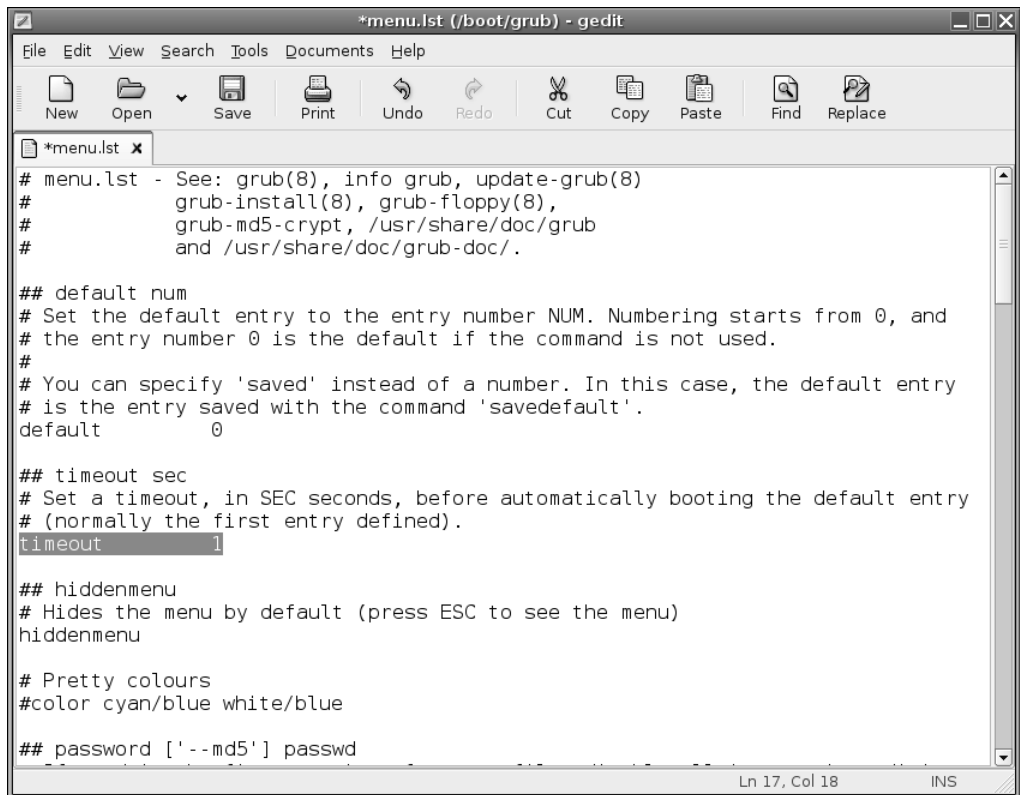 *menu.lst (/boot/grub) - gedit
File Edit View Search Tools Documents Help
New Open Save Print Undo Redo Cut Copy Paste Find Replace
*menu.lst
# menu.lst - See: grub(8), info grub, update-grub(8)
#            grub-install(8), grub-floppy(8),
#            grub-md5-crypt, /usr/share/doc/grub
#            and /usr/share/doc/grub-doc/.
## default num
# Set the default entry to the entry number NUM. Numbering starts from 0, and
# the entry number 0 is the default if the command is not used.
#
# You can specify 'saved' instead of a number. In this case, the default entry
# is the entry saved with the command 'savedefault'.
default         0
## timeout sec
# Set a timeout, in SEC seconds, before automatically booting the default entry
# (normally the first entry defined).
timeout         1
## hiddenmenu
# Hides the menu by default (press ESC to see the menu)
hiddenmenu
# Pretty colours
#color cyan/blue white/blue
## password ['--md5'] passwd
Ln 17, Col 18 INS